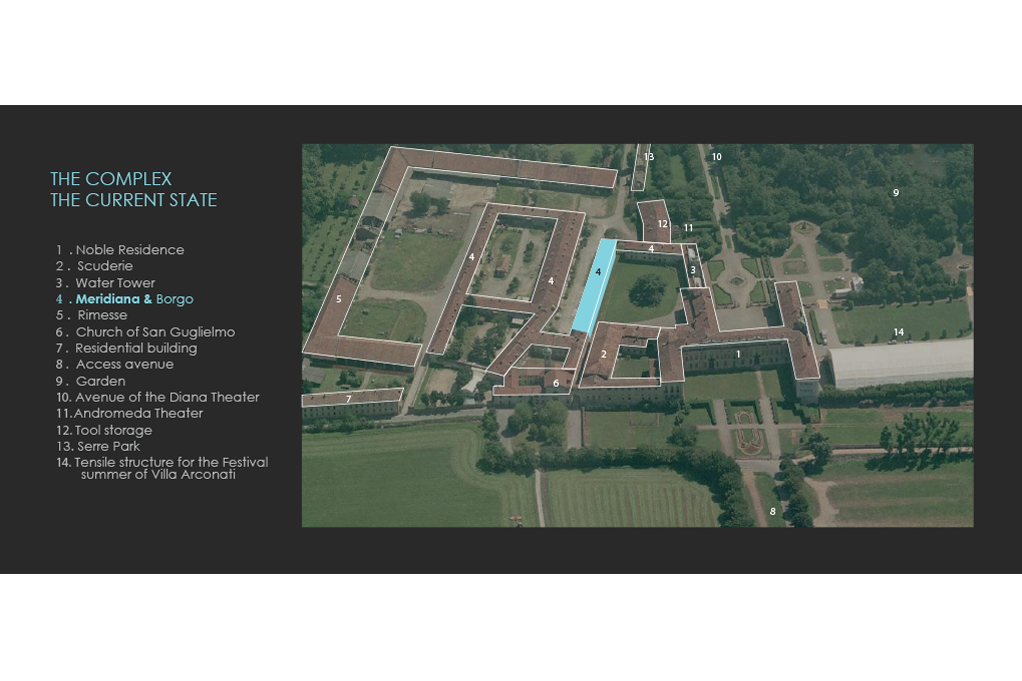 THE COMPLEX
THE CURRENT STATE
1 . Noble Residence
2 . Scuderie
3 . Water Tower
4 . Meridiana & Borgo
5 . Rimesse
6 . Church of San Guglielmo
7 . Residential building
8 . Access avenue
9 . Garden
10. Avenue of the Diana Theater
11.Andromeda Theater
12. Tool storage
13. Serre Park
14. Tensile structure for the Festival
summer of Villa Arconati
13
10
9
12
11
4
4
4
4
3
5
14
2
1
6
7
8